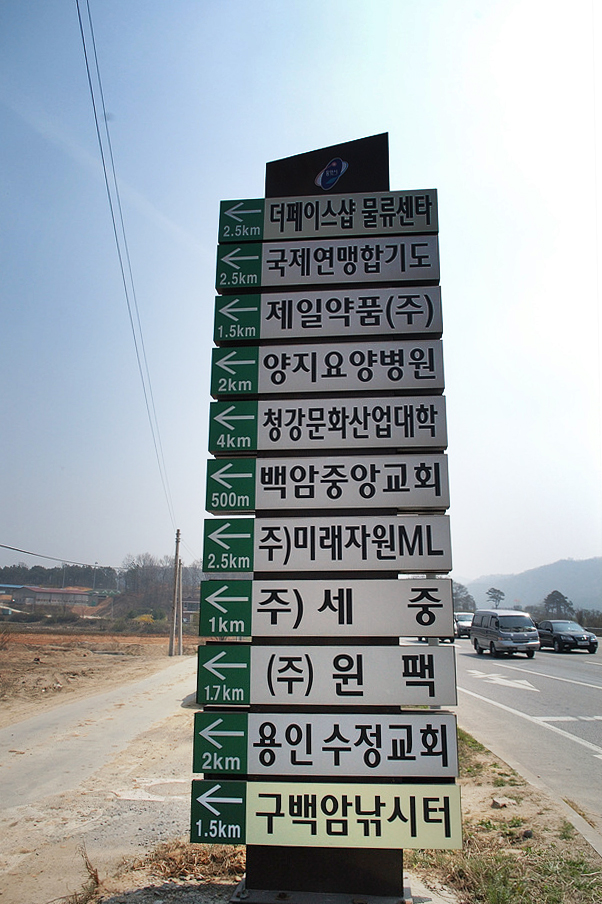 2.5km 더페이스샵 물류센타
2.5km 국제연맹합기도
1.5km 제일약품(주)
2km 양지요양병원
4km 청강문화산업대학
500m 백암중앙교회
2.5km 주)미래자원ML
1km 주) 세 중
1.7km (주) 윈 팩
2km 용인수정교회
1.5km 구백암낚시터